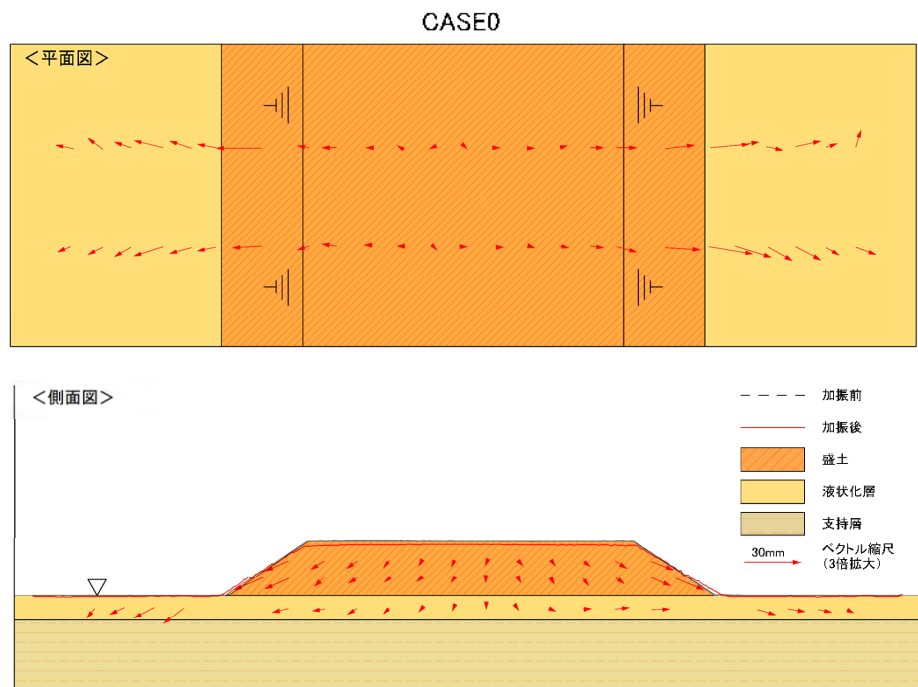 CASE0
＜平面図＞
＜側面図＞
加振前
加振後
盛土
液状化層
支持層
30mm
ベクトル縮尺
（3倍拡大）